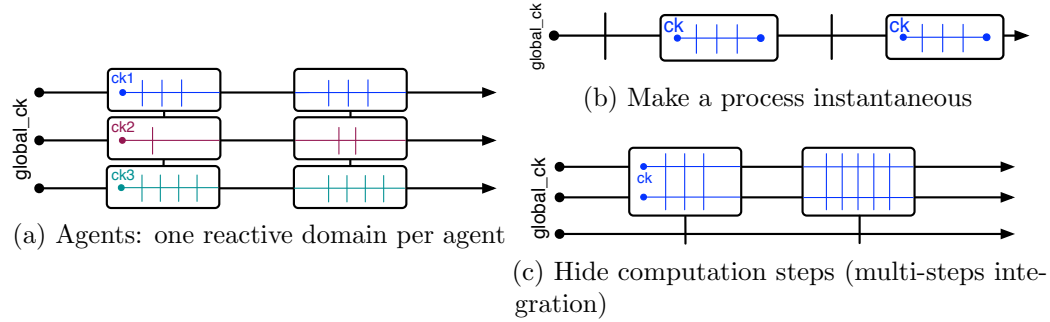 global_ck
ck1
ck2
ck3
(a) Agents: one reactive domain per agent
global_ck
ck
ck
(b) Make a process instantaneous
global_ck
ck
(c) Hide computation steps (multi-steps inte-
gration)